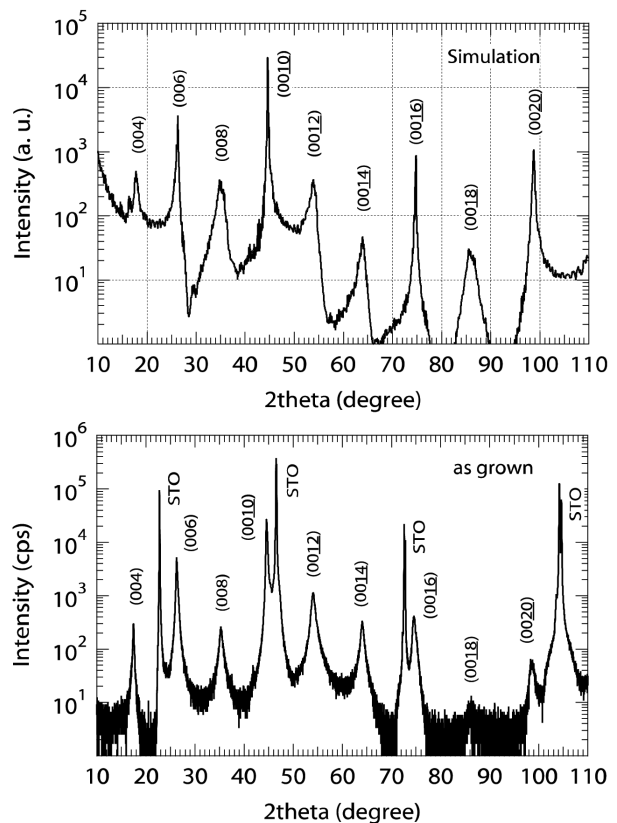 10^5
10^4
10^3
10^2
10^1
Intensity (a. u.)
Simulation
(004)
(006)
(008)
(0010)
(0012)
(0014)
(0016)
(0018)
(0020)
10 20 30 40 50 60 70 80 90 100 110
2theta (degree)
10^6
10^5
10^4
10^3
10^2
10^1
Intensity (cps)
as grown
(004)
STO
(006)
(008)
(0010)
STO
(0012)
(0014)
STO
(0016)
(0018)
(0020)
STO
10 20 30 40 50 60 70 80 90 100 110
2theta (degree)